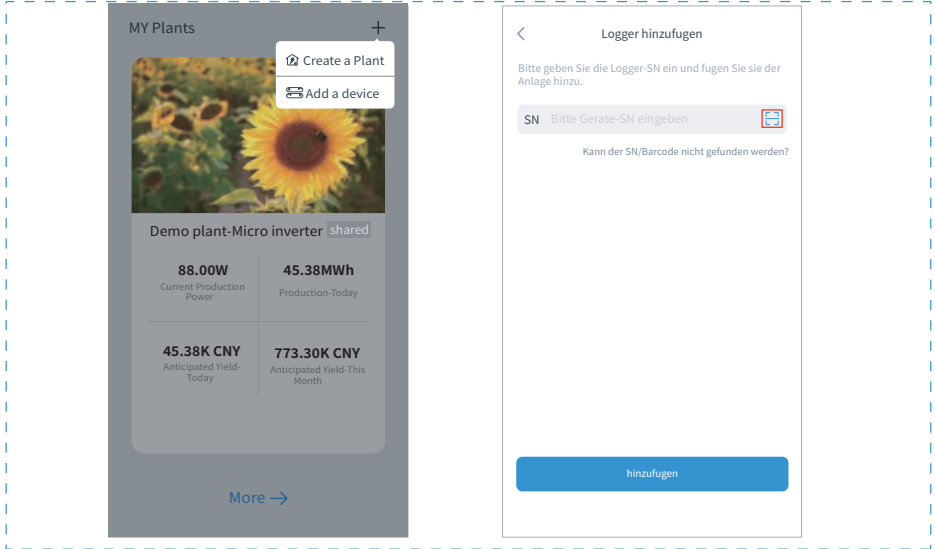 MY Plants
Create a Plant
Add a device
Demo plant-Micro inverter shared
88.00W
Current Production
Power
45.38MWh
Production-Today
45.38K CNY
Anticipated Yield-
Today
773.30K CNY
Anticipated Yield-This
Month
More
Logger hinzufugen
Bitte geben Sie die Logger-SN ein und fugen Sie sie der
Anlage hinzu.
SN Bitte Gerate-SN eingeben
Kann der SN/Barcode nicht gefunden werden?
hinzufugen